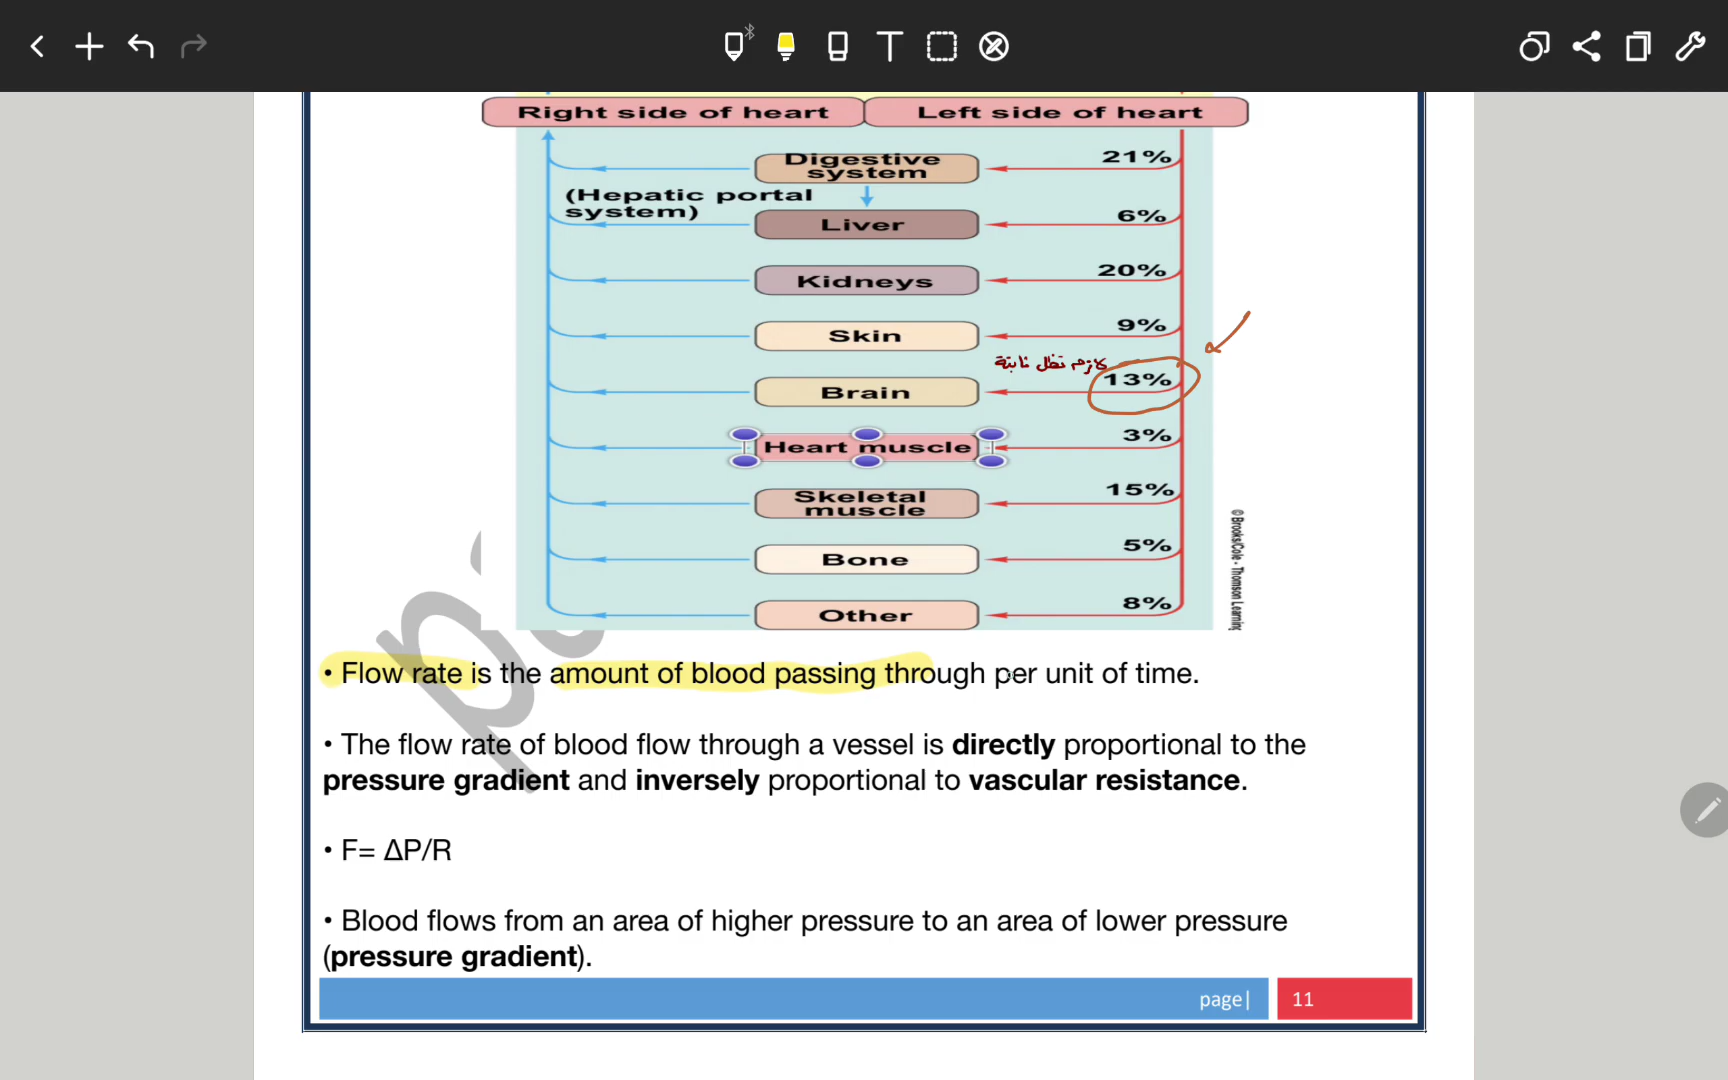 Right side of heart Left side of heart
Digestive system 21%
(Hepatic portal system)
Liver 6%
Kidneys 20%
Skin 9%
لازم تظل ثابتة
Brain 13%
Heart muscle 3%
Skeletal muscle 15%
Bone 5%
Other 8%
© Brooks/Cole - Thomson Learning
• Flow rate is the amount of blood passing through per unit of time.
• The flow rate of blood flow through a vessel is directly proportional to the
pressure gradient and inversely proportional to vascular resistance.
• F= ΔP/R
• Blood flows from an area of higher pressure to an area of lower pressure
(pressure gradient).
page| 11